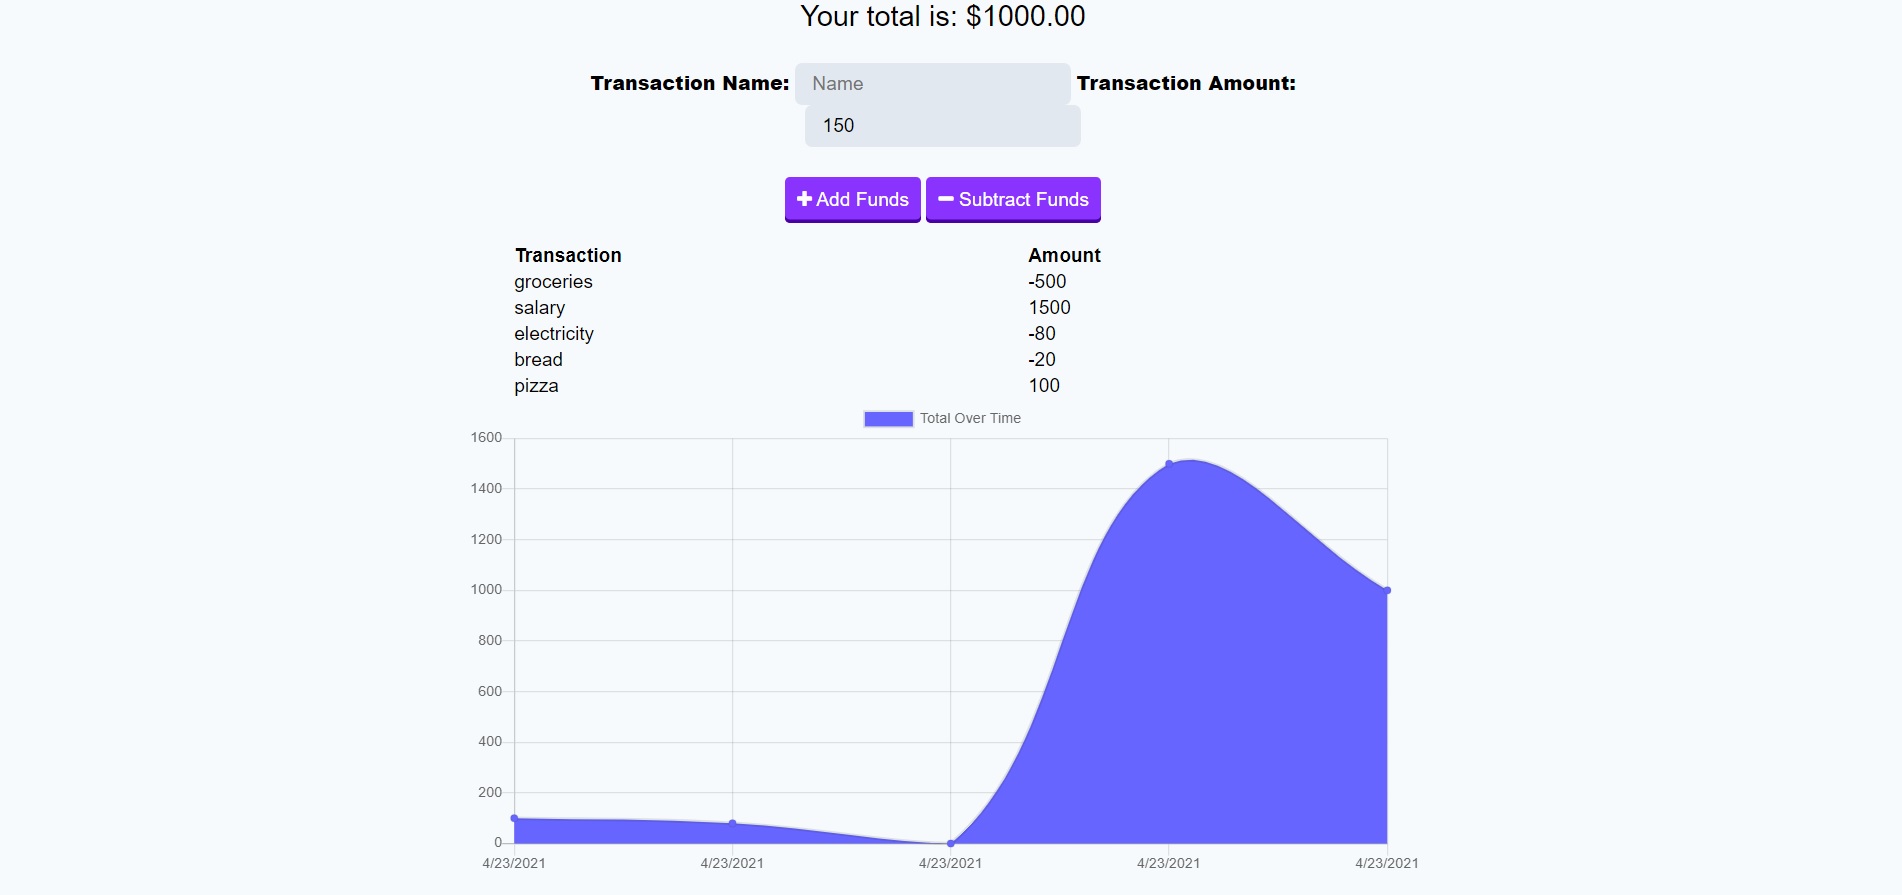 Your total is: $1000.00
Transaction Name: Name Transaction Amount:
150
Add Funds Subtract Funds
Transaction Amount
groceries -500
salary 1500
electricity -80
bread -20
pizza 100
Total Over Time
1600
1400
1200
1000
800
600
400
200
0
4/23/2021 4/23/2021 4/23/2021 4/23/2021 4/23/2021